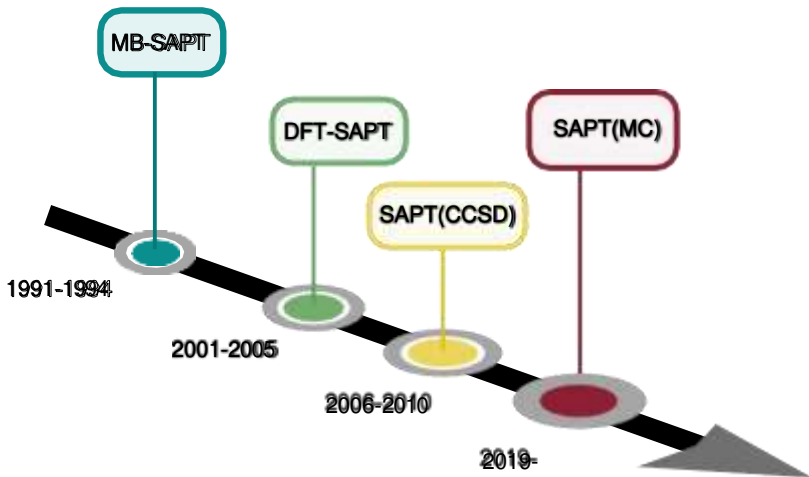 MB-SAPT
DFT-SAPT
SAPT(MC)
SAPT(CCSD)
1991-1994
2001-2005
2006-2010
2019-